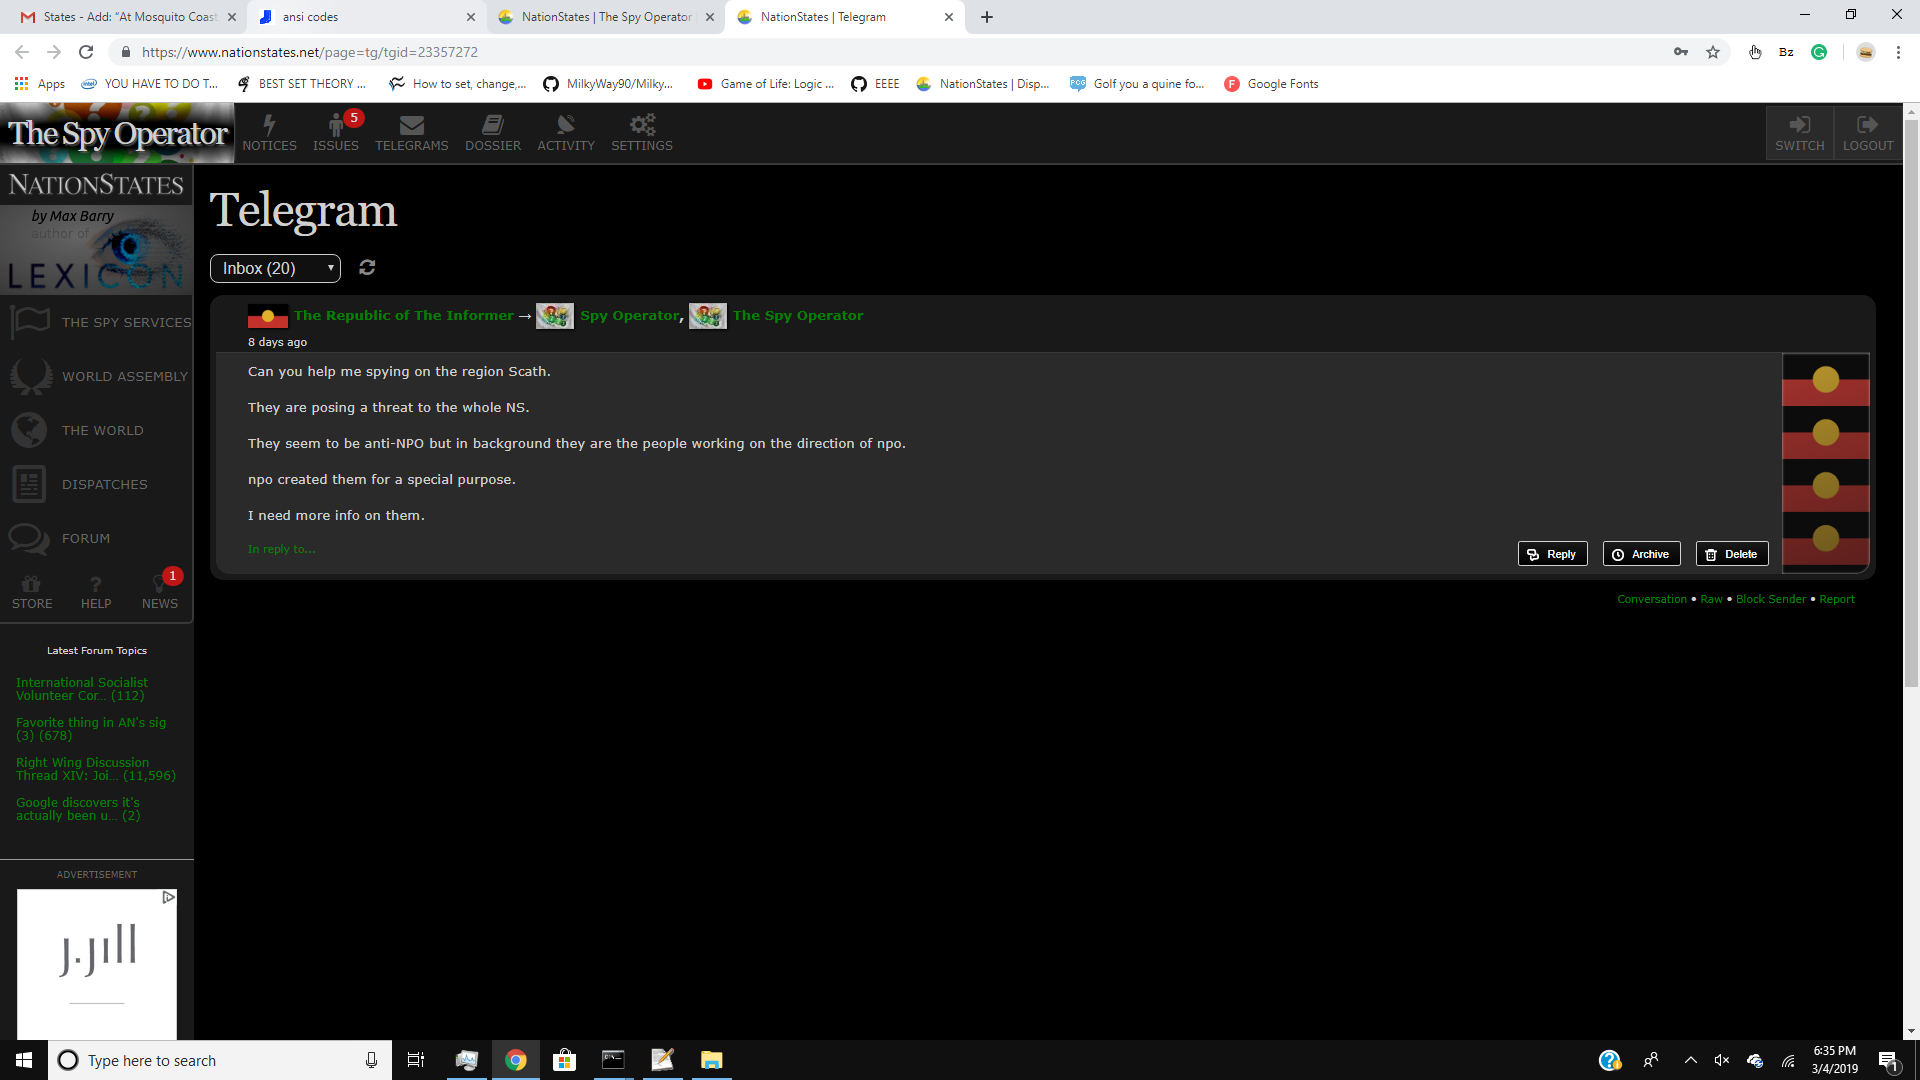 States - Add: “At Mosquito Coast
ansi codes
NationStates | The Spy Operator
NationStates | Telegram
https://www.nationstates.net/page=tg/tgid=23357272
Bz
Apps
YOU HAVE TO DO T...
BEST SET THEORY ...
How to set, change,...
MilkyWay90/Milky...
Game of Life: Logic ...
EEEE
NationStates | Disp...
PCG
Golf you a quine fo...
F
Google Fonts
The Spy Operator
NOTICES
5
ISSUES
TELEGRAMS
DOSSIER
ACTIVITY
SETTINGS
SWITCH
LOGOUT
NATIONSTATES
by Max Barry
author of
LEXICON
THE SPY SERVICES
WORLD ASSEMBLY
THE WORLD
DISPATCHES
FORUM
STORE
HELP
1
NEWS
Latest Forum Topics
International Socialist
Volunteer Cor... (112)
Favorite thing in AN's sig
(3) (678)
Right Wing Discussion
Thread XIV: Joi... (11,596)
Google discovers it's
actually been u... (2)
ADVERTISEMENT
J.Jill
Telegram
Inbox (20)
The Republic of The Informer → Spy Operator, The Spy Operator
8 days ago
Can you help me spying on the region Scath.
They are posing a threat to the whole NS.
They seem to be anti-NPO but in background they are the people working on the direction of npo.
npo created them for a special purpose.
I need more info on them.
In reply to...
Reply
Archive
Delete
Conversation • Raw • Block Sender • Report
Type here to search
6:35 PM
3/4/2019
1